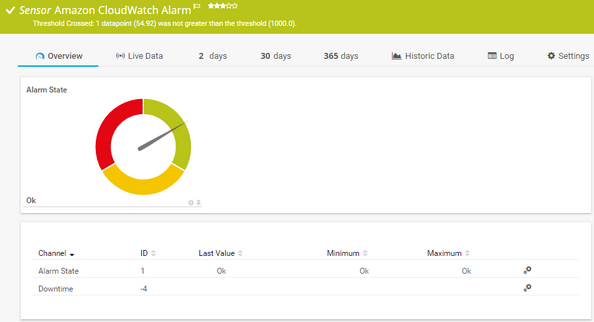 Sensor Amazon CloudWatch Alarm
Threshold Crossed: 1 datapoint (54.92) was not greater than the threshold (1000.0).
Overview Live Data 2 days 30 days 365 days Historic Data Log Settings
Alarm State
Ok
Channel ID Last Value Minimum Maximum
Alarm State 1 Ok Ok Ok
Downtime -4